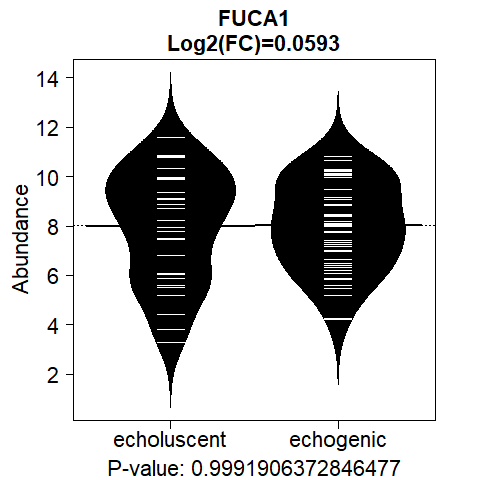 FUCA1
Log2(FC)=0.0593
Abundance
14
12
10
8
6
4
2
echoluscent echogenic
P-value: 0.9991906372846477